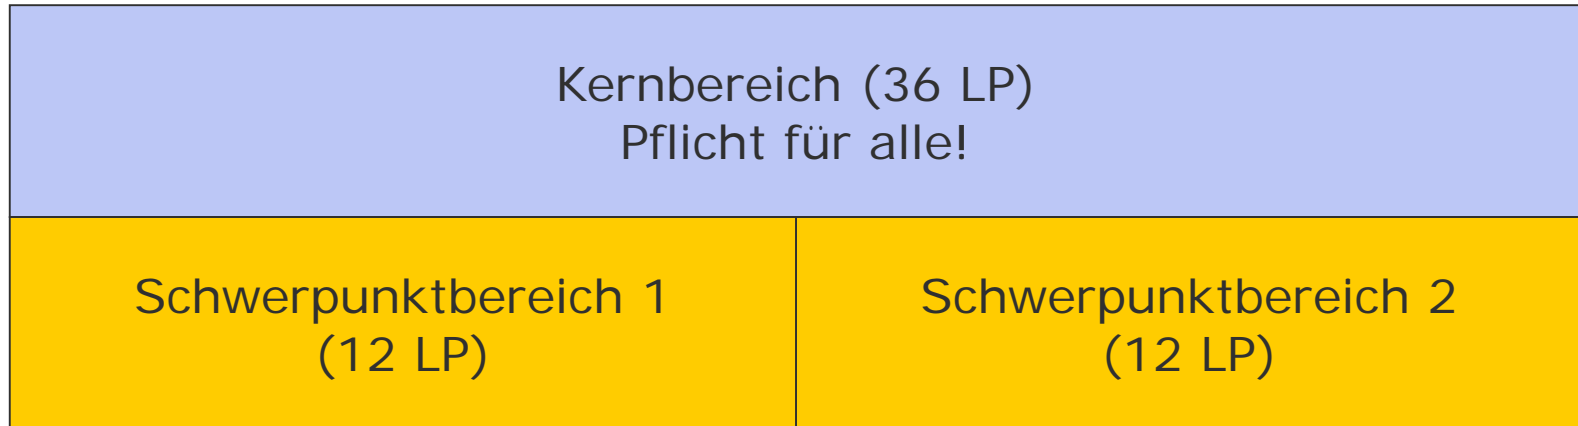 Kernbereich (36 LP)
Pflicht für alle!
Schwerpunktbereich 1
(12 LP)
Schwerpunktbereich 2
(12 LP)